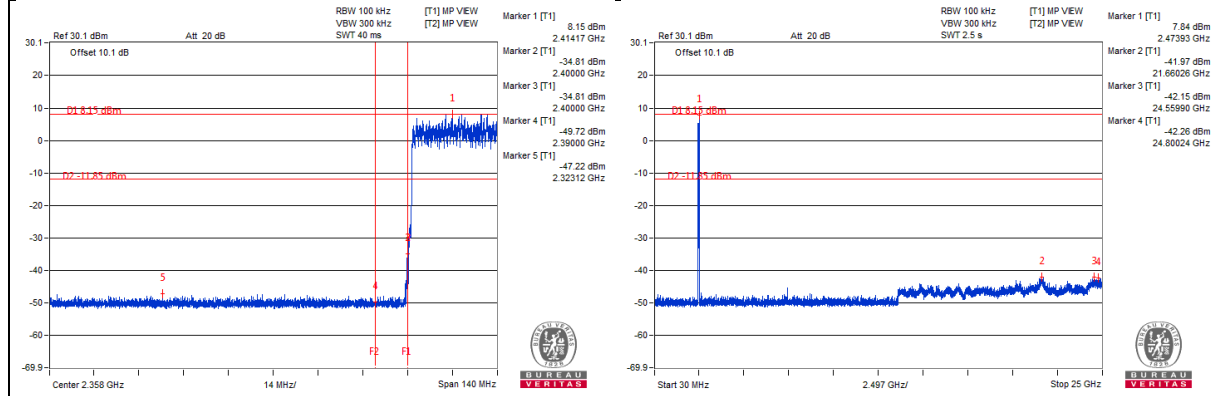 RBW 100 kHz [T1] MP VIEW
VBW 300 kHz [T2] MP VIEW
Ref 30.1 dBm Att 20 dB SWT 40 ms
Marker 1 [T1]
8.15 dBm
2.41417 GHz
Marker 2 [T1]
-34.81 dBm
2.40000 GHz
Marker 3 [T1]
-34.81 dBm
2.40000 GHz
Marker 4 [T1]
-49.72 dBm
2.39000 GHz
Marker 5 [T1]
-47.22 dBm
2.32312 GHz
30.1
Offset 10.1 dB
20
10
D1 8.15 dBm
1
0
-10
D2 -11.85 dBm
-20
-30
-40
5
4
-50
-60
F2 F1
-69.9
Center 2.358 GHz 14 MHz/ Span 140 MHz
BUREAU VERITAS
1828
BUREAU
VERITAS
RBW 100 kHz [T1] MP VIEW
VBW 300 kHz [T2] MP VIEW
Ref 30.1 dBm Att 20 dB SWT 2.5 s
Marker 1 [T1]
7.84 dBm
2.47393 GHz
Marker 2 [T1]
-41.97 dBm
21.66026 GHz
Marker 3 [T1]
-42.15 dBm
24.55990 GHz
Marker 4 [T1]
-42.26 dBm
24.80024 GHz
30.1
Offset 10.1 dB
20
1
10
D1 8.15 dBm
0
-10
D2 -11.85 dBm
-20
-30
2 34
-40
-50
-60
-69.9
Start 30 MHz 2.497 GHz/ Stop 25 GHz
BUREAU VERITAS
1828
BUREAU
VERITAS